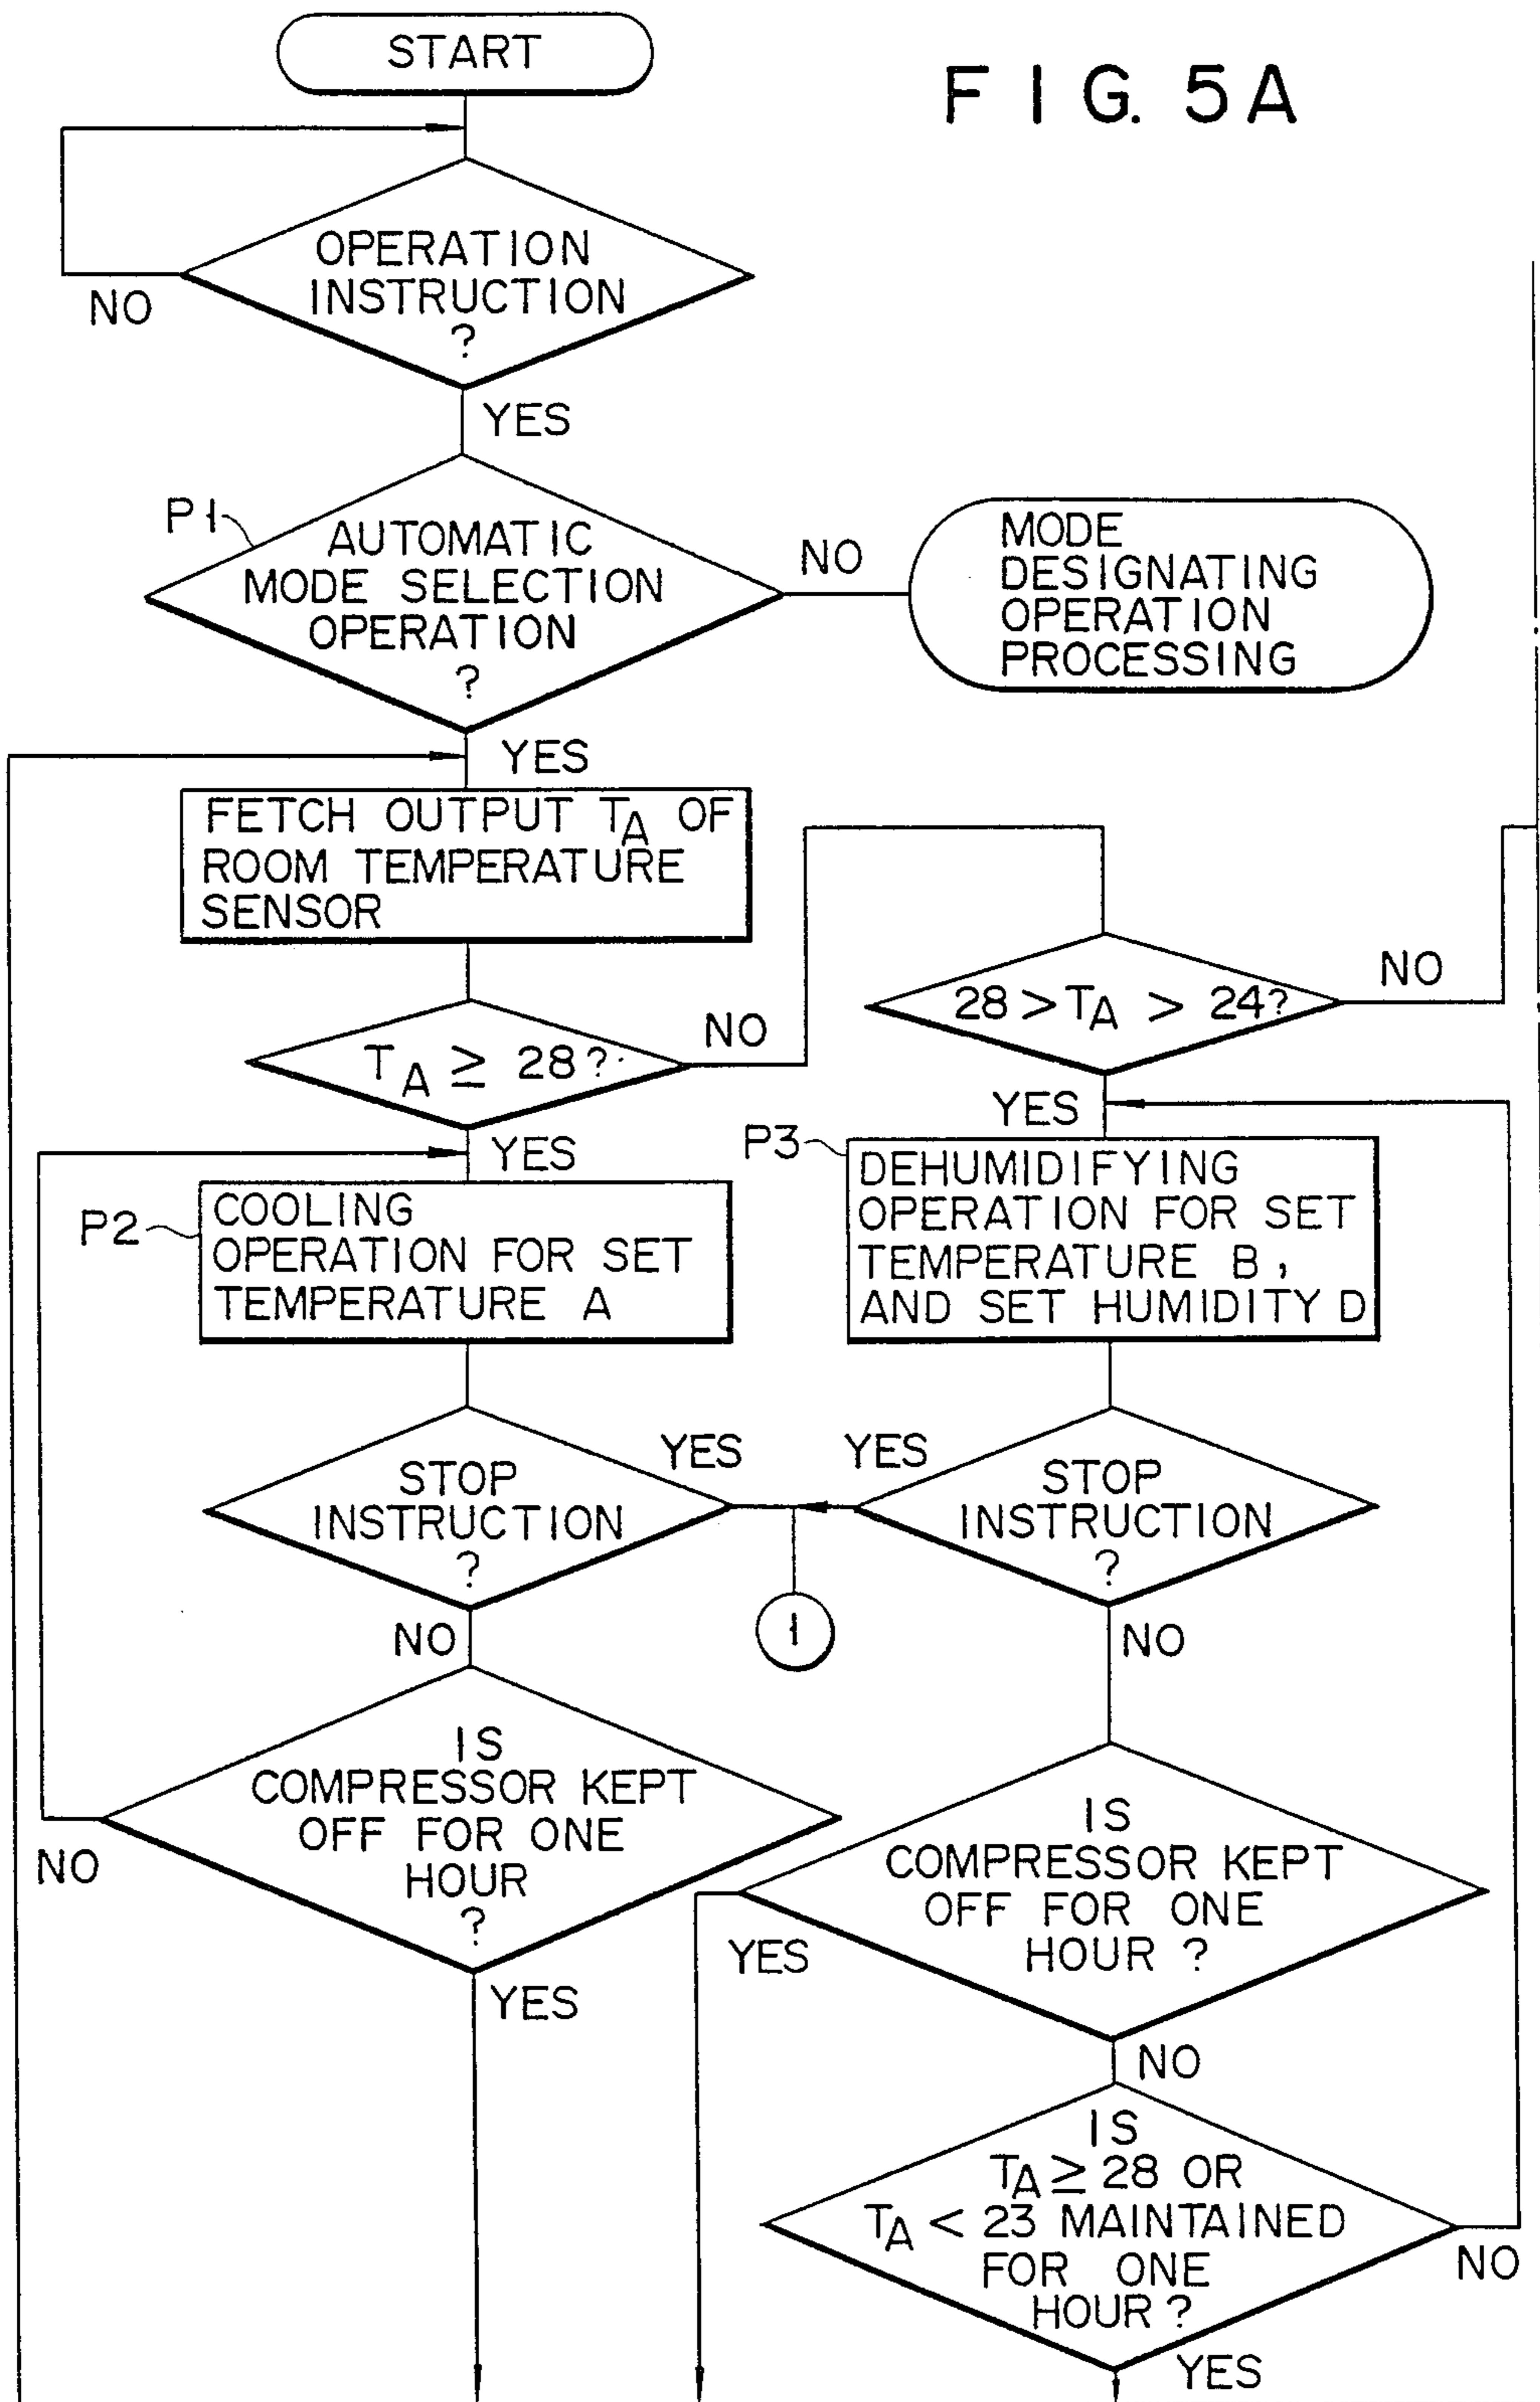 START
FIG. 5A
OPERATION
INSTRUCTION
?
NO
YES
P1
AUTOMATIC
MODE SELECTION
OPERATION
?
NO
MODE
DESIGNATING
OPERATION
PROCESSING
YES
FETCH OUTPUT TA OF
ROOM TEMPERATURE
SENSOR
TA ≥ 28?
NO
28 > TA > 24?
NO
YES
YES
P2
COOLING
OPERATION FOR SET
TEMPERATURE A
P3
DEHUMIDIFYING
OPERATION FOR SET
TEMPERATURE B,
AND SET HUMIDITY D
STOP
INSTRUCTION
?
YES
YES
STOP
INSTRUCTION
?
1
NO
NO
IS
COMPRESSOR KEPT
OFF FOR ONE
HOUR
?
NO
YES
IS
COMPRESSOR KEPT
OFF FOR ONE
HOUR ?
YES
NO
IS
TA ≥ 28 OR
TA < 23 MAINTAINED
FOR ONE
HOUR ?
NO
YES